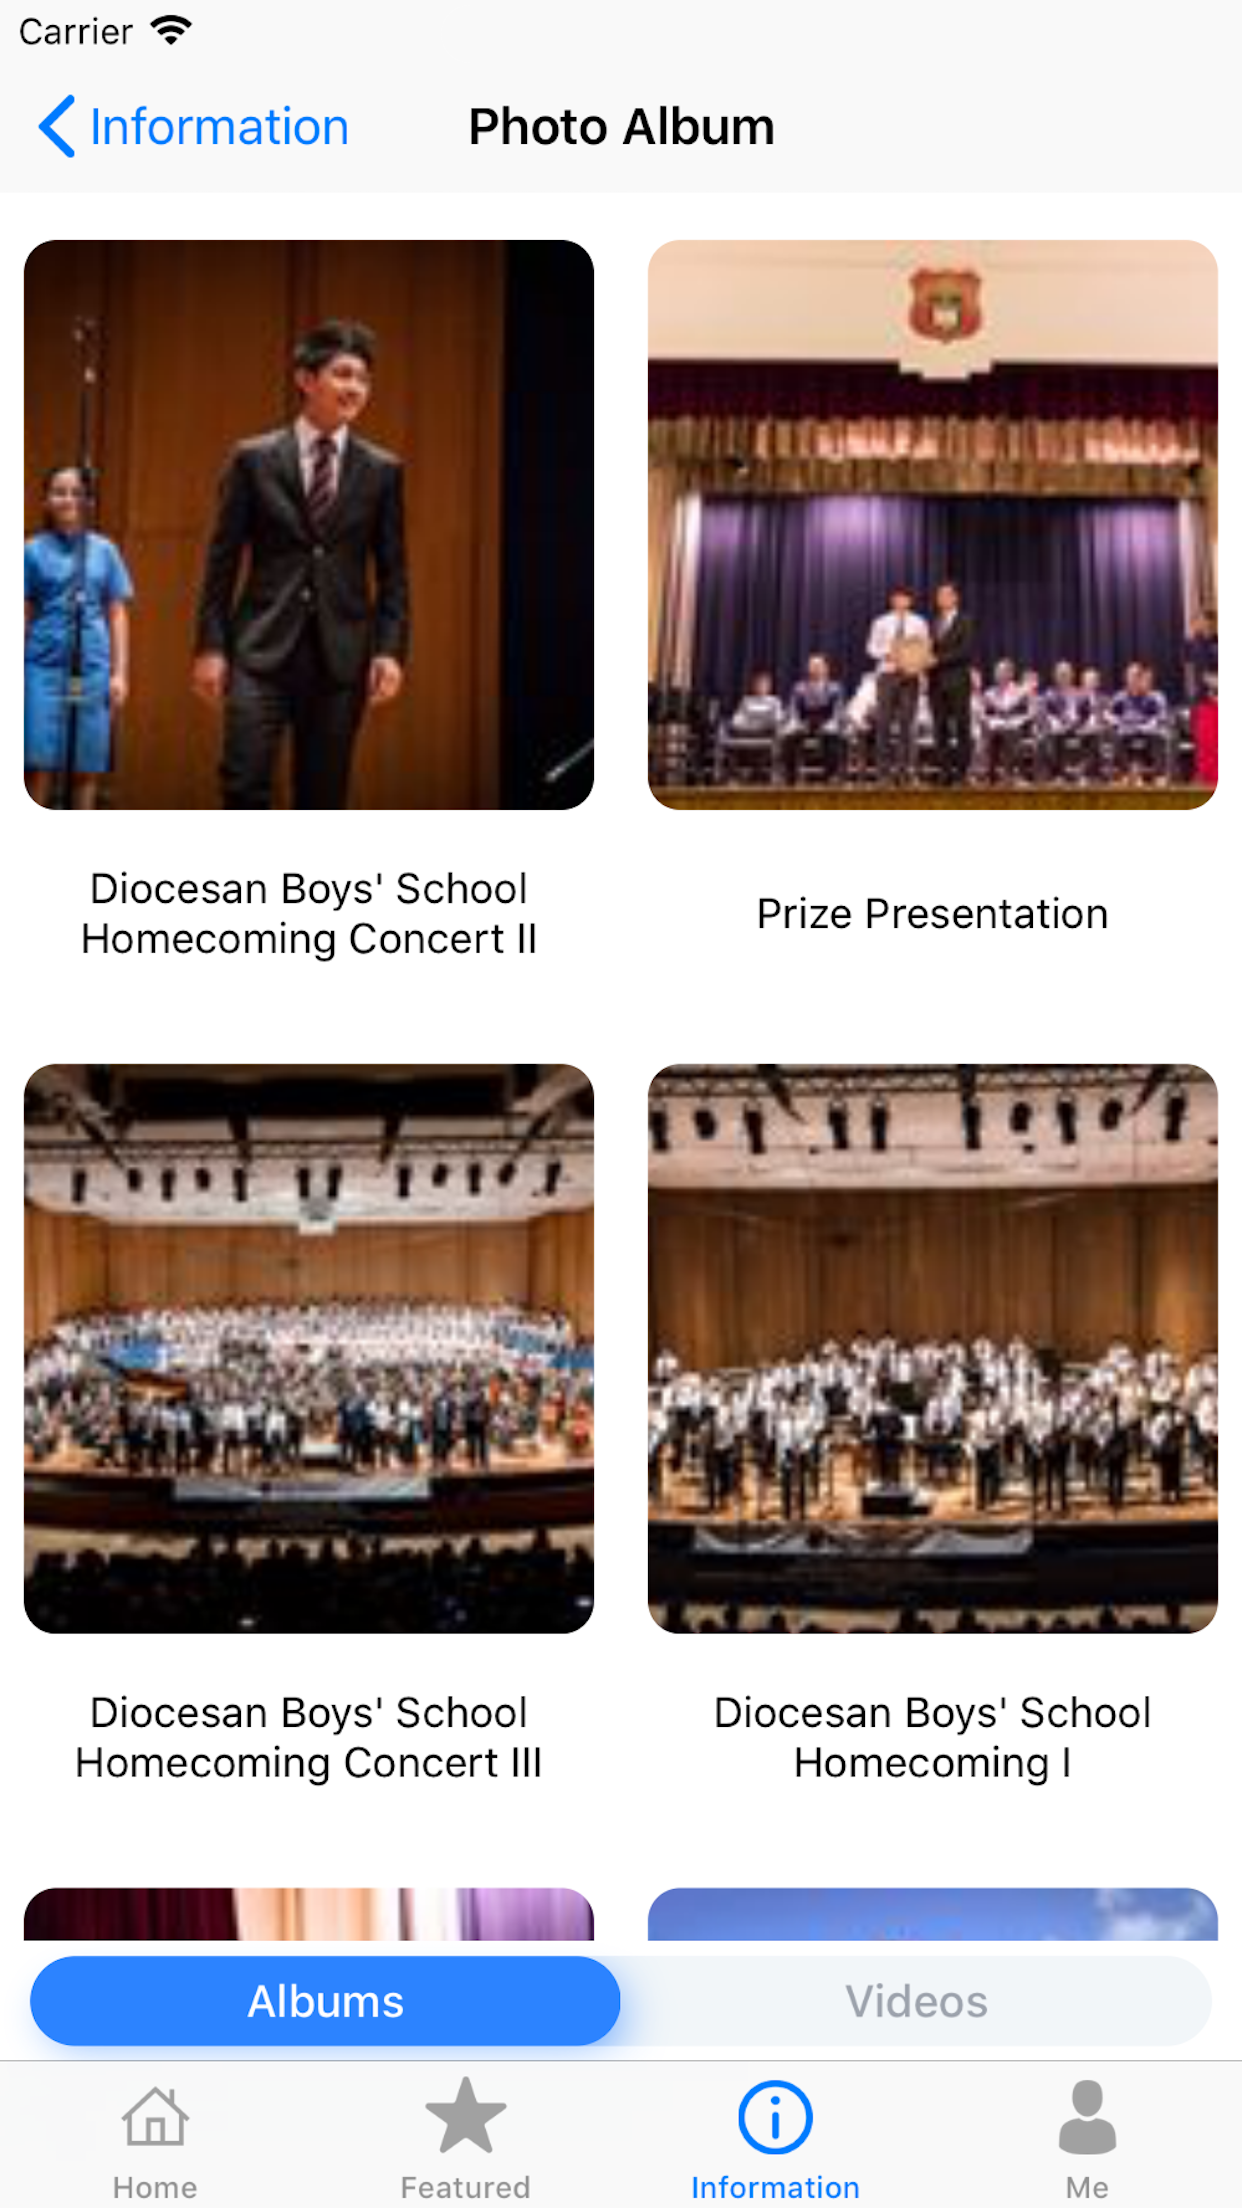 Carrier
Information
Photo Album
Diocesan Boys' School
Homecoming Concert II
Prize Presentation
Diocesan Boys' School
Homecoming Concert III
Diocesan Boys' School
Homecoming I
Albums
Videos
Home
Featured
Information
Me